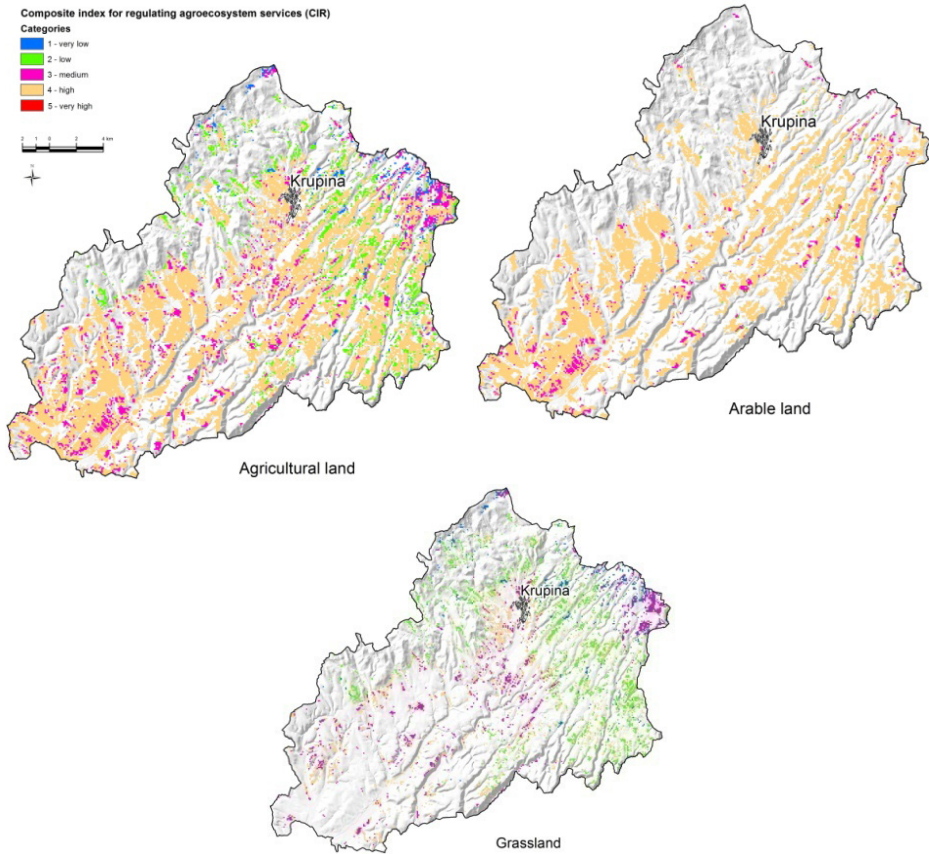 Composite index for regulating agroecosystem services (CIR)
Categories
1 - very low
2 - low
3 - medium
4 - high
5 - very high
2 1 0 2 4 km
N
Krupina
Agricultural land
Krupina
Arable land
Krupina
Grassland